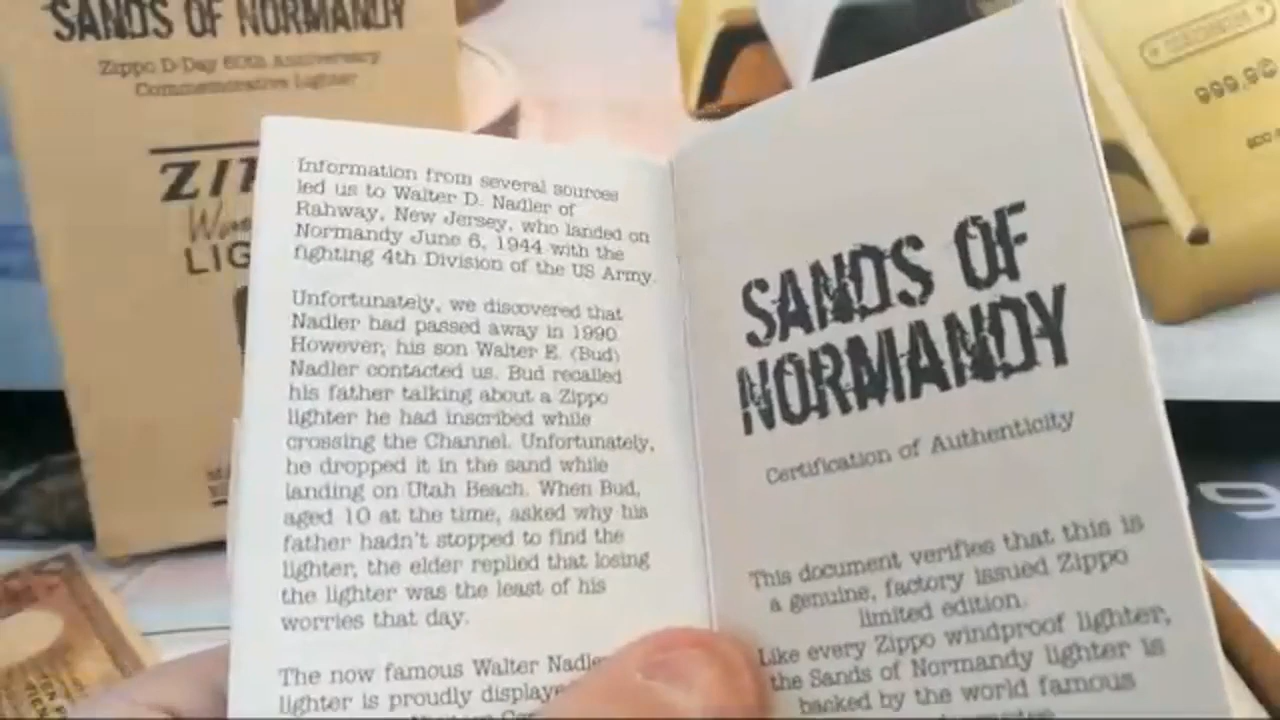 SANDS OF NORMANDY
Zippo D-Day 60th Anniversary
Commemorative Lighter
LIG
Information from several sources
led us to Walter D. Nadler of
Rahway, New Jersey, who landed on
Normandy June 6, 1944 with the
fighting 4th Division of the US Army.
Unfortunately, we discovered that
Nadler had passed away in 1990.
However, his son Walter E. (Bud)
Nadler contacted us. Bud recalled
his father talking about a Zippo
lighter he had inscribed while
crossing the Channel. Unfortunately,
he dropped it in the sand while
landing on Utah Beach. When Bud,
aged 10 at the time, asked why his
father hadn't stopped to find the
lighter, the elder replied that losing
the lighter was the least of his
worries that day.
The now famous Walter Nadle
lighter is proudly displaye
SANDS OF
NORMANDY
Certification of Authenticity
This document verifies that this is
a genuine, factory issued Zippo
limited edition.
Like every Zippo windproof lighter,
the Sands of Normandy lighter is
backed by the world famous
999,9
9